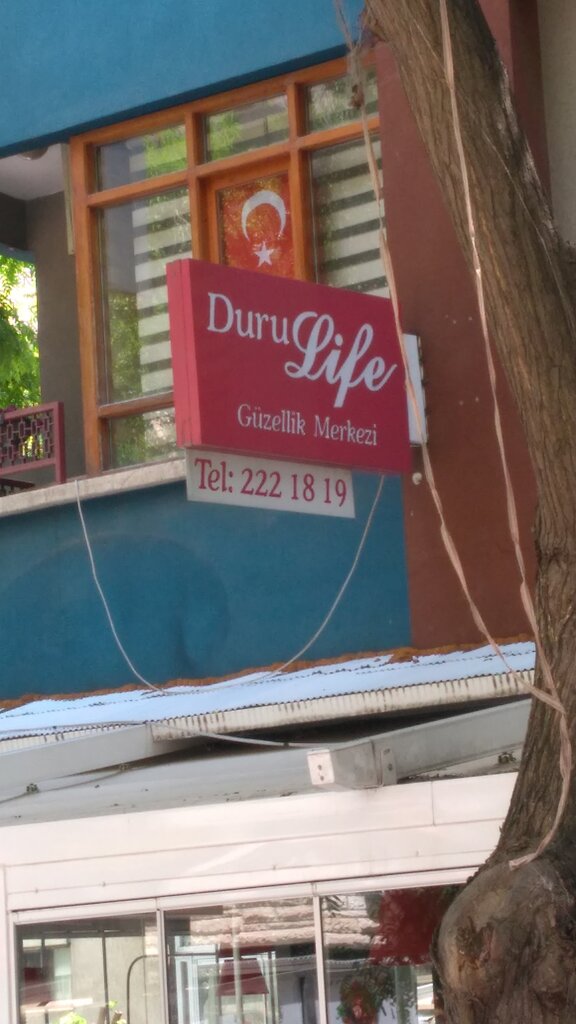 Duru Life
Güzellik Merkezi
Tel: 222 18 19